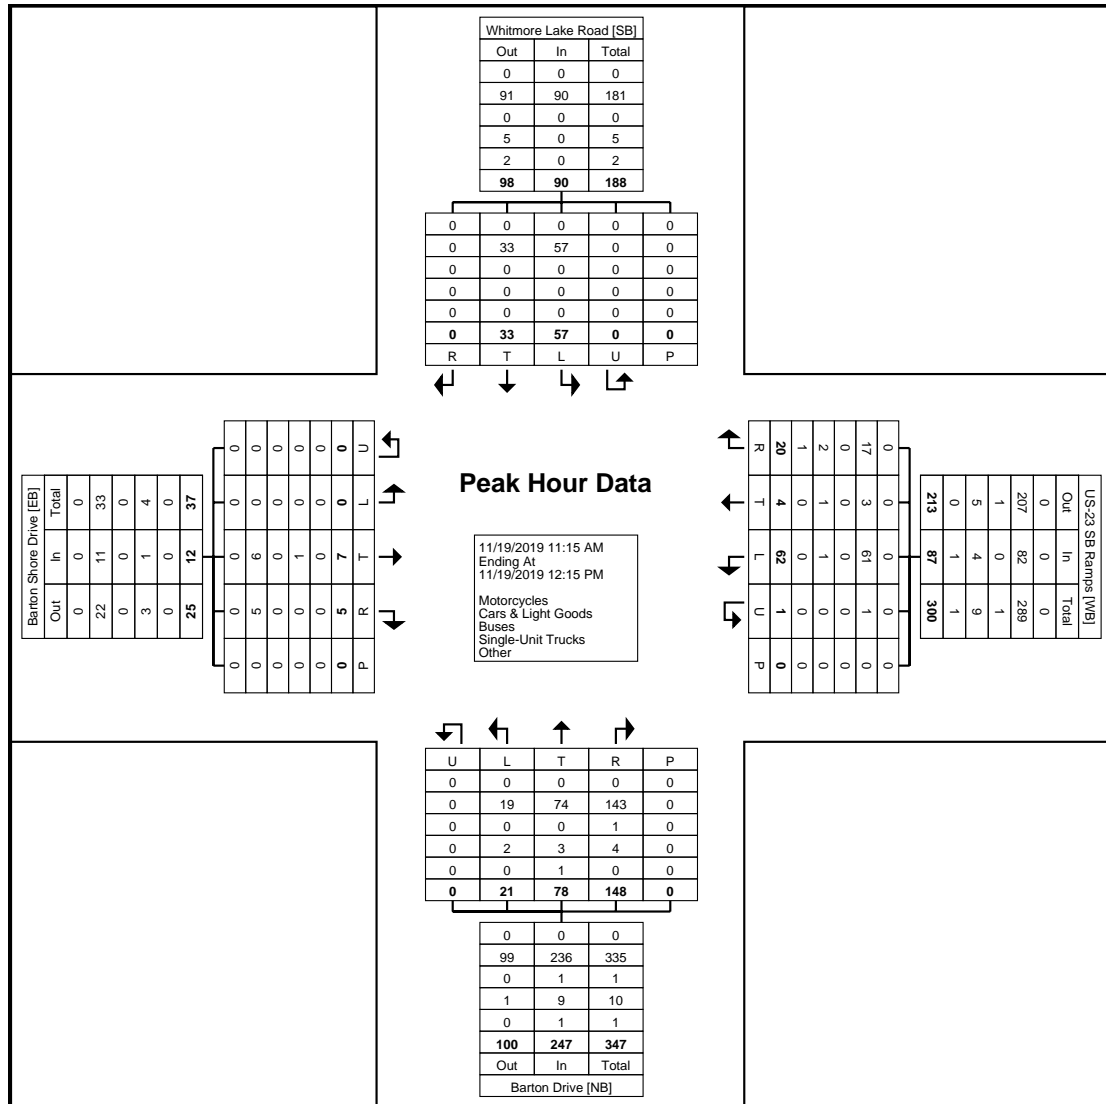 Whitmore Lake Road [SB]
Out In Total
0 0 0
91 90 181
0 0 0
5 0 5
2 0 2
98 90 188
0 0 0 0 0
0 33 57 0 0
0 0 0 0 0
0 0 0 0 0
0 0 0 0 0
0 33 57 0 0
R T L U P
Barton Shore Drive [EB]
Total In Out
0 0 0
33 11 22
0 0 0
4 1 3
0 0 0
37 12 25
0 0 0 0 0
0 0 6 5 0
0 0 0 0 0
0 0 1 0 0
0 0 0 0 0
0 0 7 5 0
U L T R P
Peak Hour Data
11/19/2019 11:15 AM
Ending At
11/19/2019 12:15 PM
Motorcycles
Cars & Light Goods
Buses
Single-Unit Trucks
Other
R T L U P
20 4 62 1 0
1 0 0 0 0
2 1 1 0 0
0 0 0 0 0
17 3 61 1 0
0 0 0 0 0
US-23 SB Ramps [WB]
Out In Total
0 0 0
207 82 289
1 0 1
5 4 9
0 1 1
213 87 300
U L T R P
0 0 0 0 0
0 19 74 143 0
0 0 0 1 0
0 2 3 4 0
0 0 1 0 0
0 21 78 148 0
0 0 0
99 236 335
0 1 1
1 9 10
0 1 1
100 247 347
Out In Total
Barton Drive [NB]